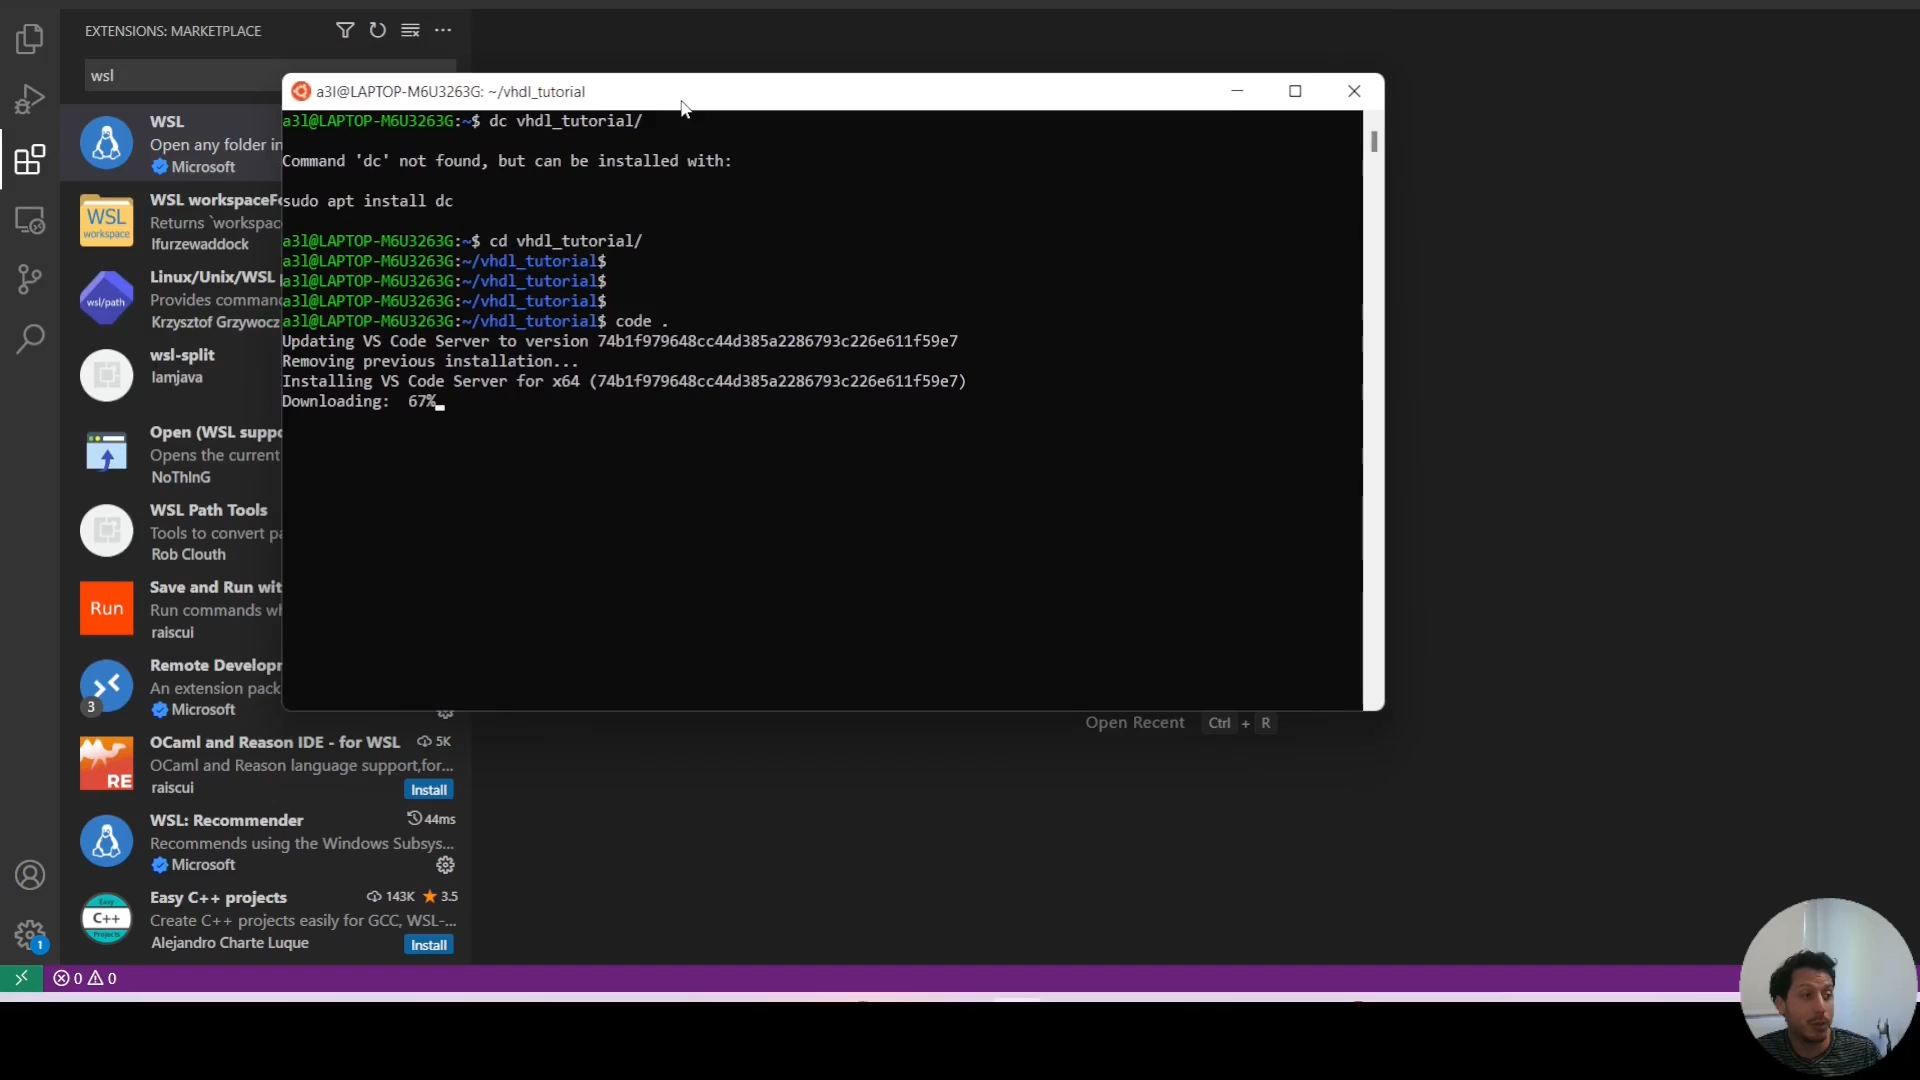 EXTENSIONS: MARKETPLACE
wsl
WSL
Open any folder in
Microsoft
WSL
workspace
WSL workspaceFo
Returns `workspac
lfurzewaddock
wsl/path
Linux/Unix/WSL
Provides comman
Krzysztof Grzywocz
wsl-split
lamjava
Open (WSL suppo
Opens the current
NoThInG
WSL Path Tools
Tools to convert pa
Rob Clouth
Run
Save and Run wit
Run commands wh
raiscui
3
Remote Developm
An extension pack
Microsoft
RE
OCaml and Reason IDE - for WSL 5K
OCaml and Reason language support,for...
raiscui
Install
WSL: Recommender 44ms
Recommends using the Windows Subsys...
Microsoft
Easy
C++
Projects
Easy C++ projects 143K 3.5
Create C++ projects easily for GCC, WSL-...
Alejandro Charte Luque
Install
1
0 0
a3l@LAPTOP-M6U3263G: ~/vhdl_tutorial
a3l@LAPTOP-M6U3263G:~$ dc vhdl_tutorial/
Command 'dc' not found, but can be installed with:
sudo apt install dc
a3l@LAPTOP-M6U3263G:~$ cd vhdl_tutorial/
a3l@LAPTOP-M6U3263G:~/vhdl_tutorial$
a3l@LAPTOP-M6U3263G:~/vhdl_tutorial$
a3l@LAPTOP-M6U3263G:~/vhdl_tutorial$
a3l@LAPTOP-M6U3263G:~/vhdl_tutorial$ code .
Updating VS Code Server to version 74b1f979648cc44d385a2286793c226e611f59e7
Removing previous installation...
Installing VS Code Server for x64 (74b1f979648cc44d385a2286793c226e611f59e7)
Downloading: 67%
Open Recent Ctrl + R